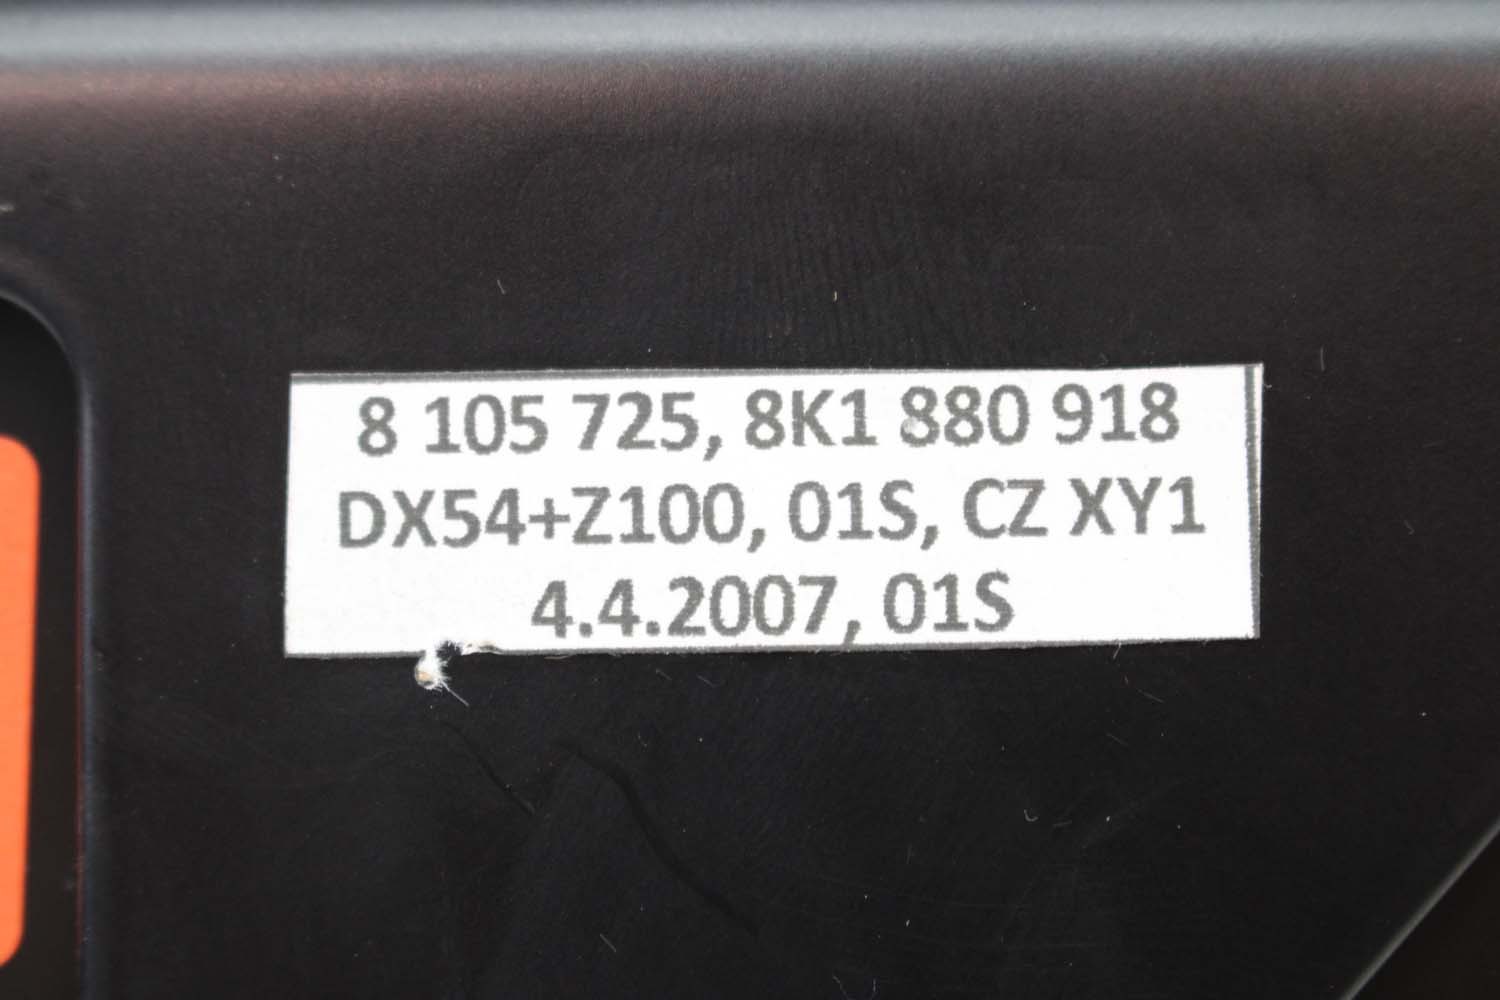 8 105 725, 8K1 880 918
DX54+Z100, 01S, CZ XY1
4.4.2007, 01S